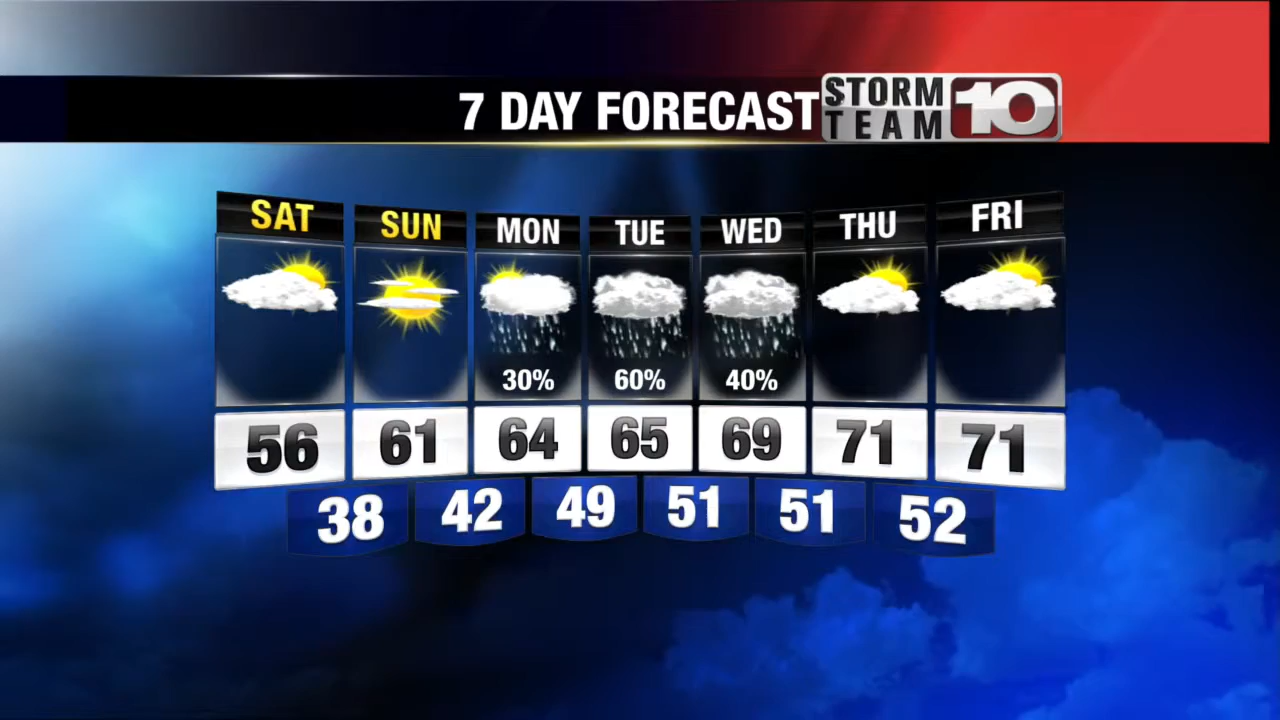 7 DAY FORECAST
STORM
TEAM
10
SAT SUN MON TUE WED THU FRI
30% 60% 40%
56 61 64 65 69 71 71
38 42 49 51 51 52